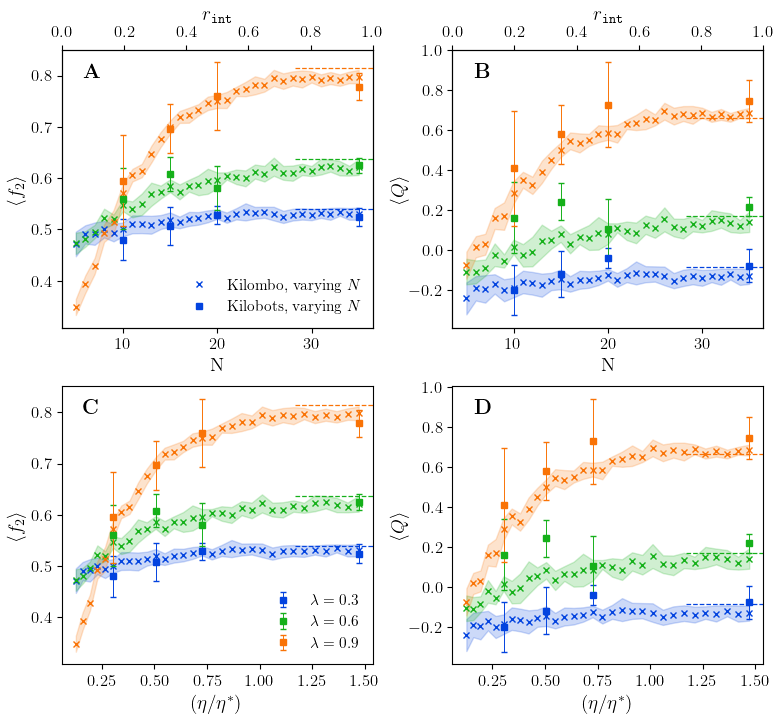 r_int
0.0 0.2 0.4 0.6 0.8 1.0
A
0.8
0.7
0.6
0.5
0.4
⟨f₂⟩
Kilombo, varying N
Kilobots, varying N
10 20 30
N
r_int
0.0 0.2 0.4 0.6 0.8 1.0
B
1.0
0.8
0.6
0.4
0.2
0.0
−0.2
⟨Q⟩
10 20 30
N
C
0.8
0.7
0.6
0.5
0.4
⟨f₂⟩
λ = 0.3
λ = 0.6
λ = 0.9
0.25 0.50 0.75 1.00 1.25 1.50
(η/η*)
D
1.0
0.8
0.6
0.4
0.2
0.0
−0.2
⟨Q⟩
0.25 0.50 0.75 1.00 1.25 1.50
(η/η*)